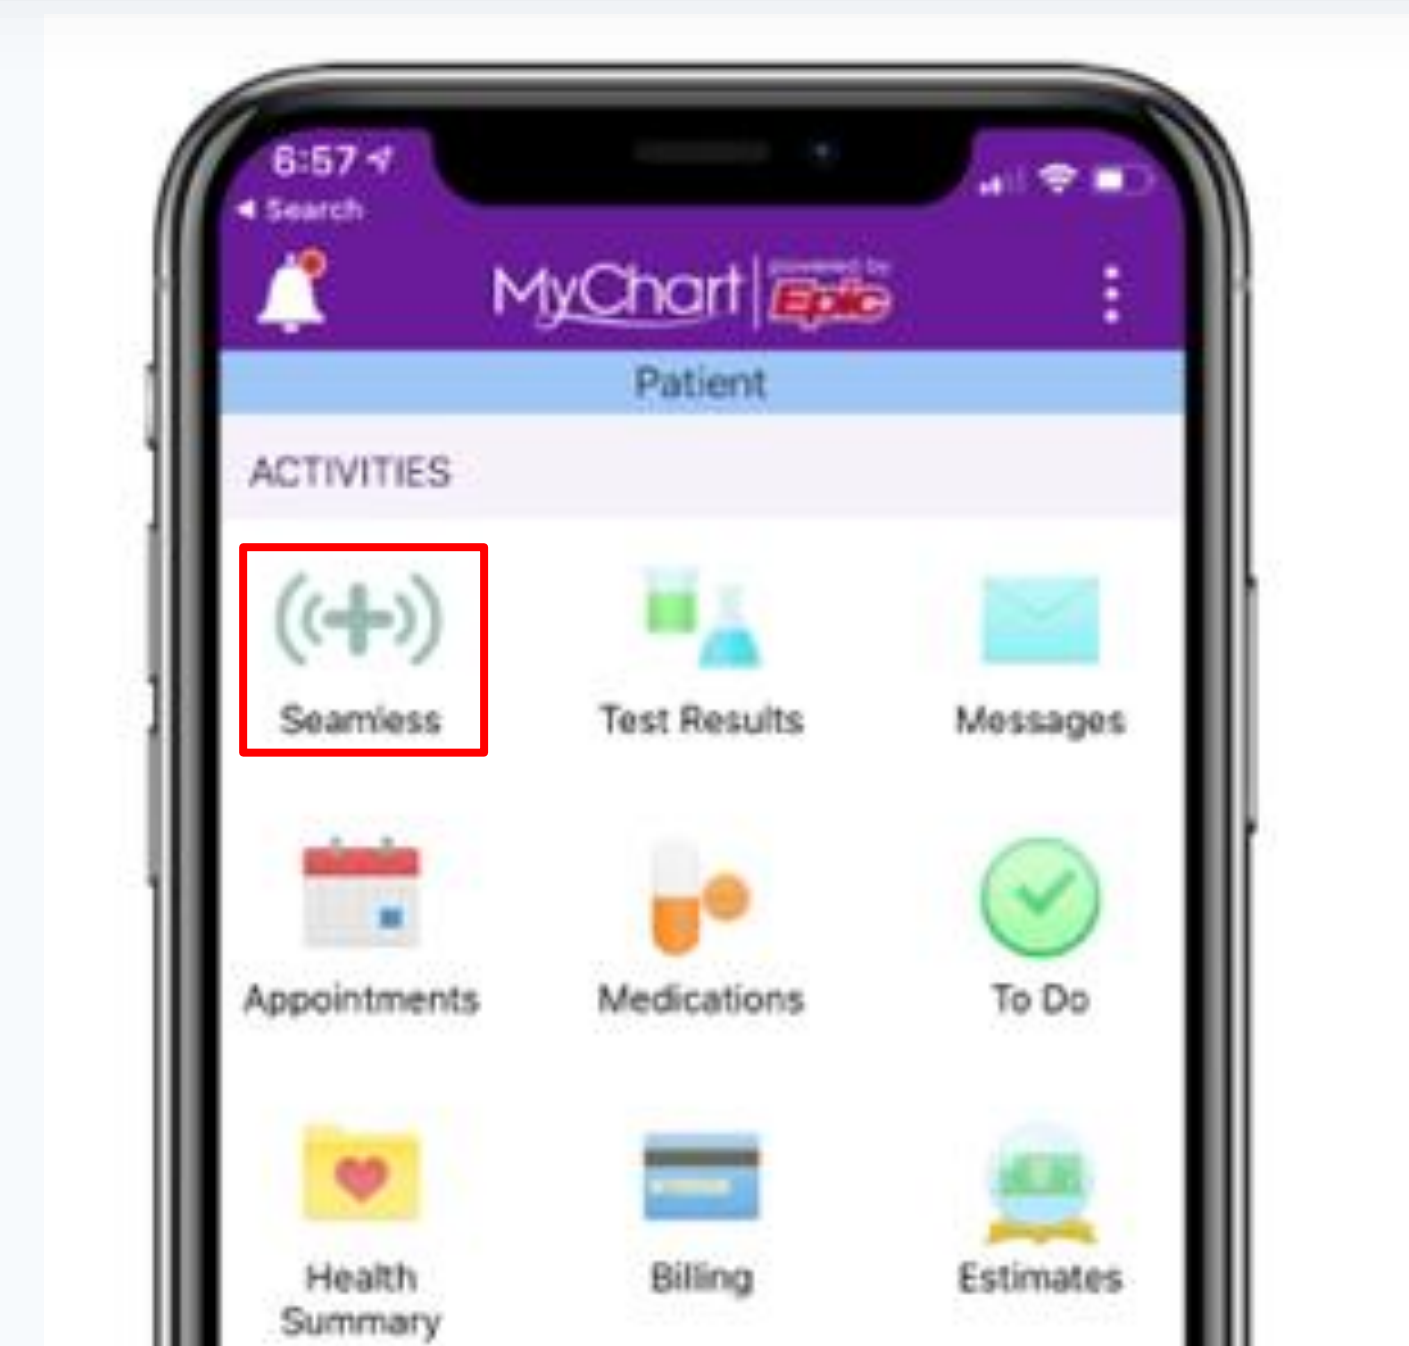 6:57
Search
MyChart
powered by
Epic
Patient
ACTIVITIES
Seamless
Test Results
Messages
Appointments
Medications
To Do
Health
Summary
Billing
Estimates